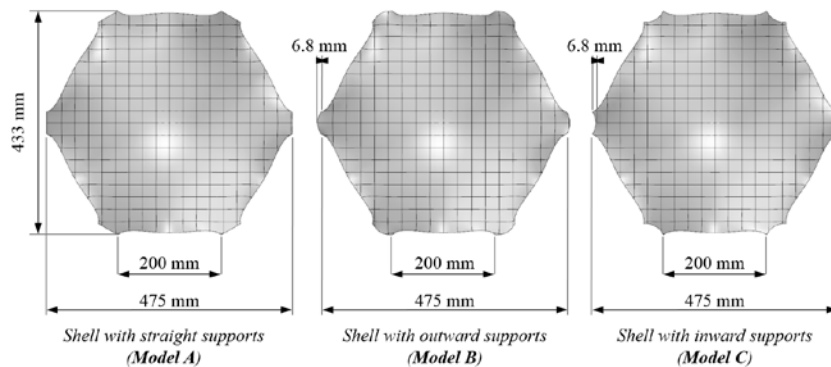 6.8 mm
6.8 mm
433 mm
200 mm
200 mm
200 mm
475 mm
475 mm
475 mm
Shell with straight supports
(Model A)
Shell with outward supports
(Model B)
Shell with inward supports
(Model C)